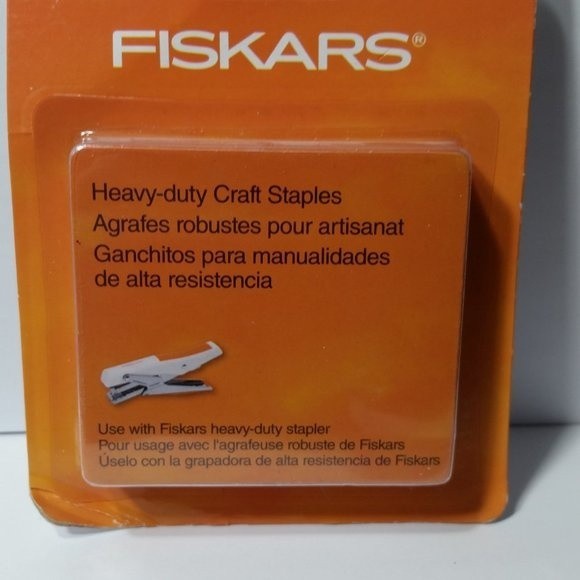 FISKARS®
Heavy-duty Craft Staples
Agrafes robustes pour artisanat
Ganchitos para manualidades
de alta resistencia
Use with Fiskars heavy-duty stapler
Pour usage avec l'agrafeuse robuste de Fiskars
Úselo con la grapadora de alta resistencia de Fiskars